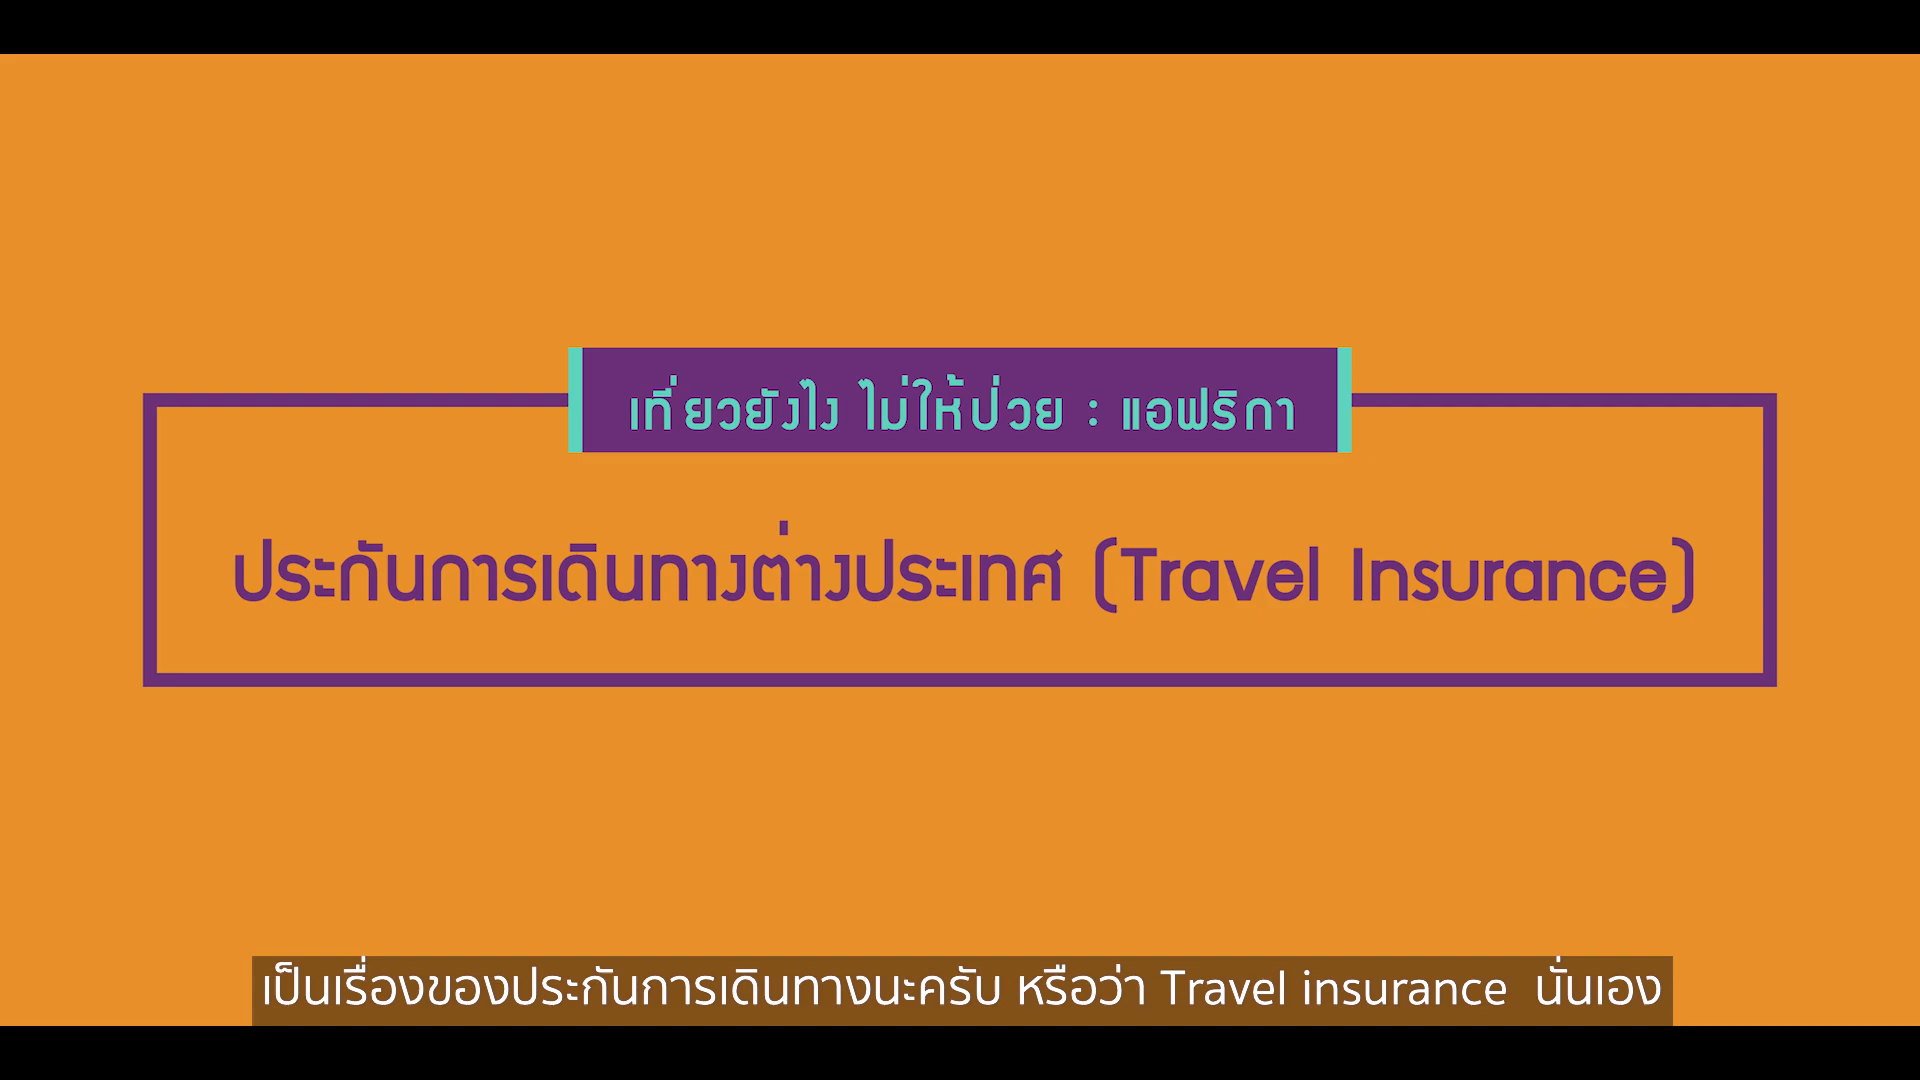 เที่ยวยังไง ไม่ให้ป่วย : แอฟริกา
ประกันการเดินทางต่างประเทศ (Travel Insurance)
เป็นเรื่องของประกันการเดินทางนะครับ หรือว่า Travel insurance นั่นเอง